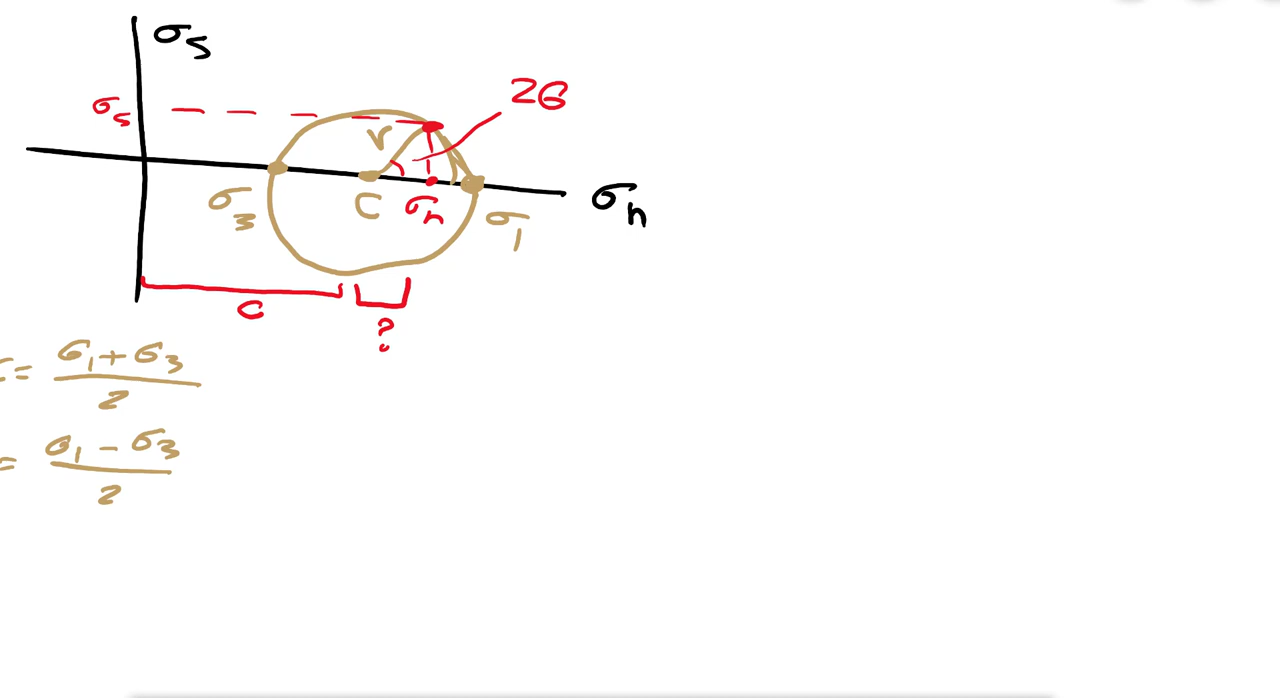 σs
2θ
σs
r
σn
σ3
C
σn
σ1
C
?
C = σ1 + σ3 / 2
= σ1 - σ3 / 2